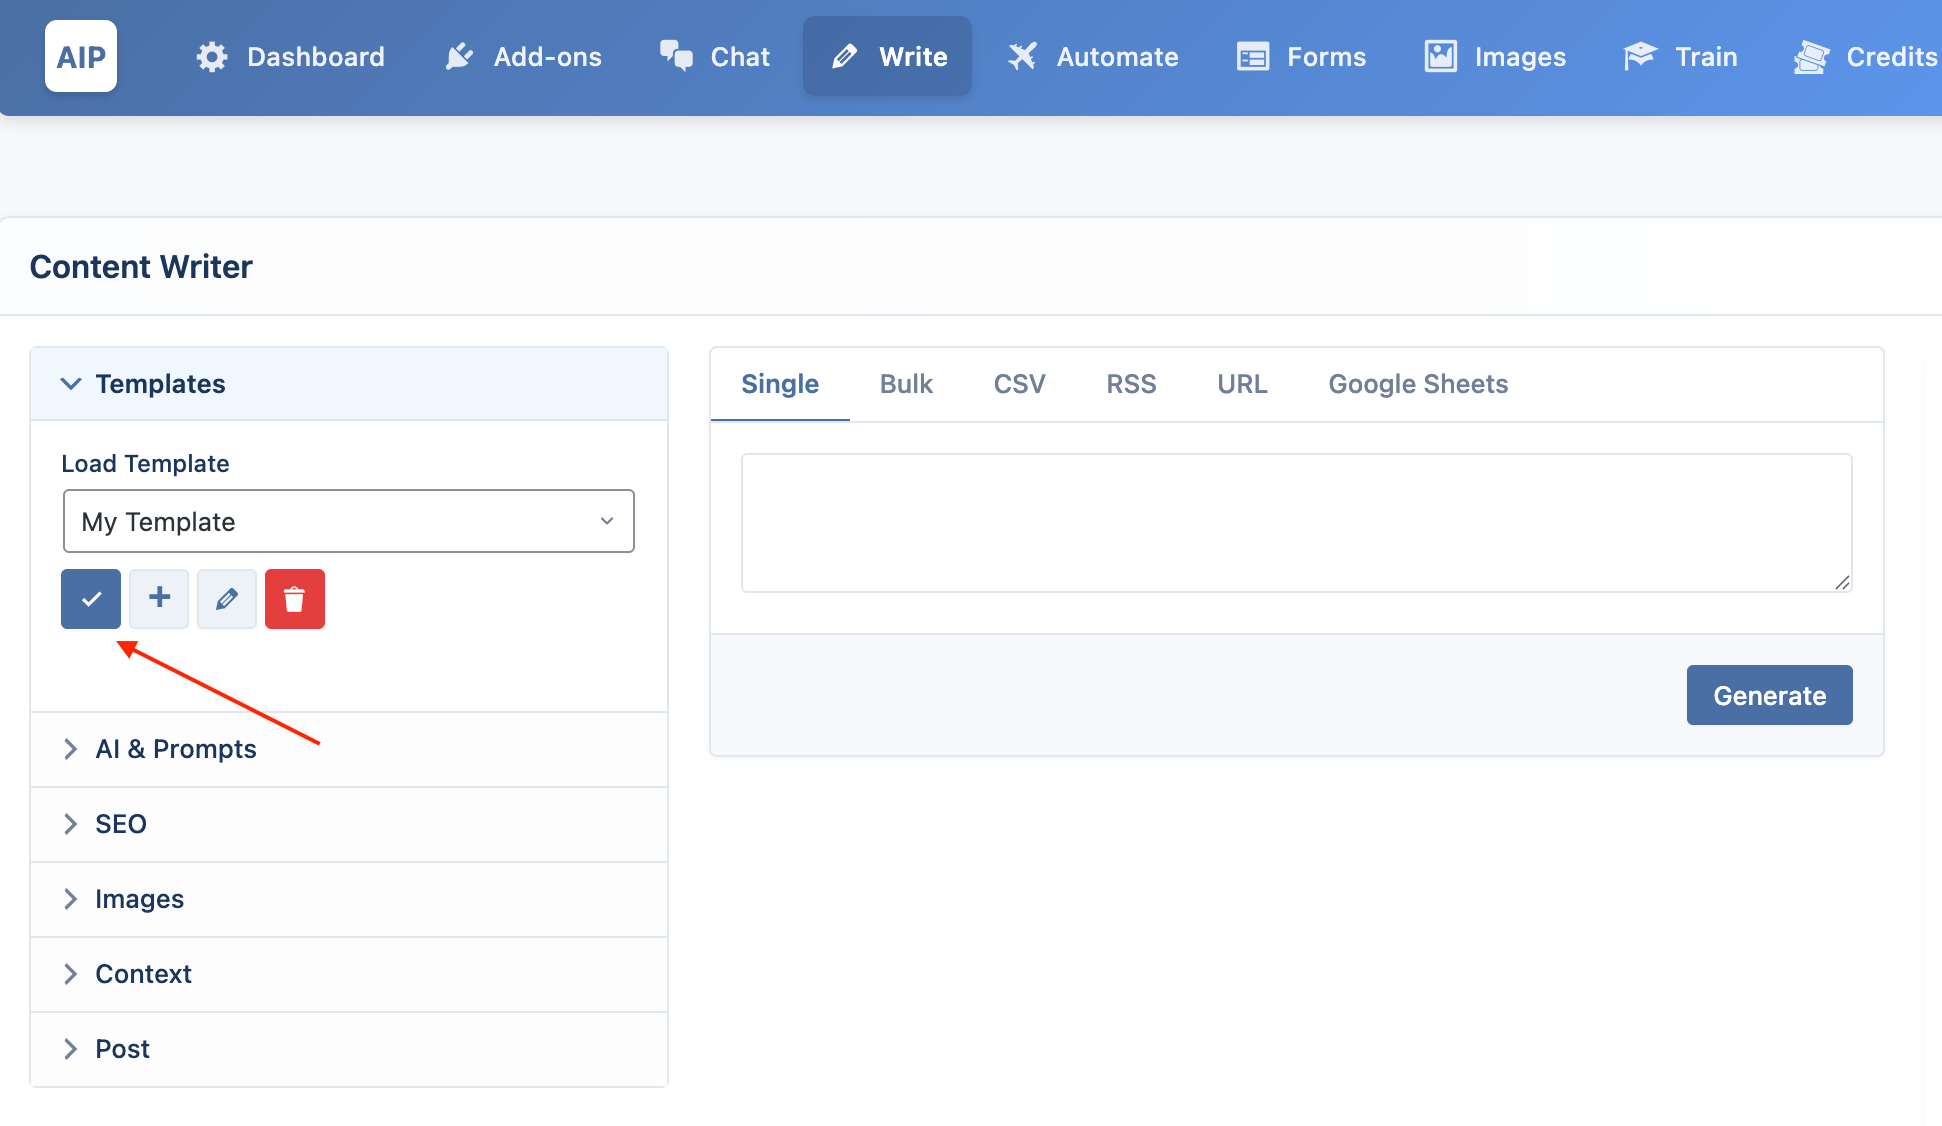 AIP Dashboard Add-ons Chat Write Automate Forms Images Train Credits
Content Writer
Templates
Load Template
My Template
AI & Prompts
SEO
Images
Context
Post
Single Bulk CSV RSS URL Google Sheets
Generate